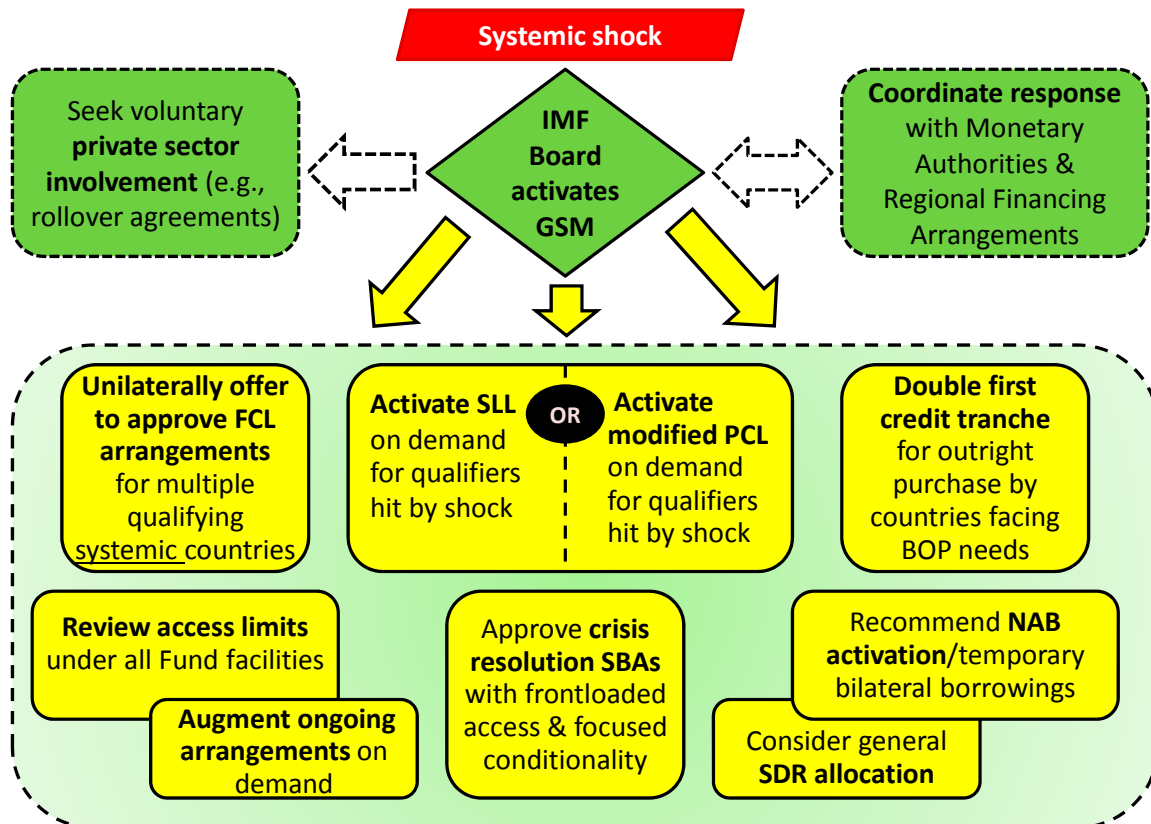 Systemic shock
Seek voluntary
private sector
involvement (e.g.,
rollover agreements)
IMF
Board
activates
GSM
Coordinate response
with Monetary
Authorities &
Regional Financing
Arrangements
Unilaterally offer
to approve FCL
arrangements
for multiple
qualifying
systemic countries
Activate SLL
on demand
for qualifiers
hit by shock
OR
Activate
modified PCL
on demand
for qualifiers
hit by shock
Double first
credit tranche
for outright
purchase by
countries facing
BOP needs
Review access limits
under all Fund facilities
Augment ongoing
arrangements on
demand
Approve crisis
resolution SBAs
with frontloaded
access & focused
conditionality
Recommend NAB
activation/temporary
bilateral borrowings
Consider general
SDR allocation